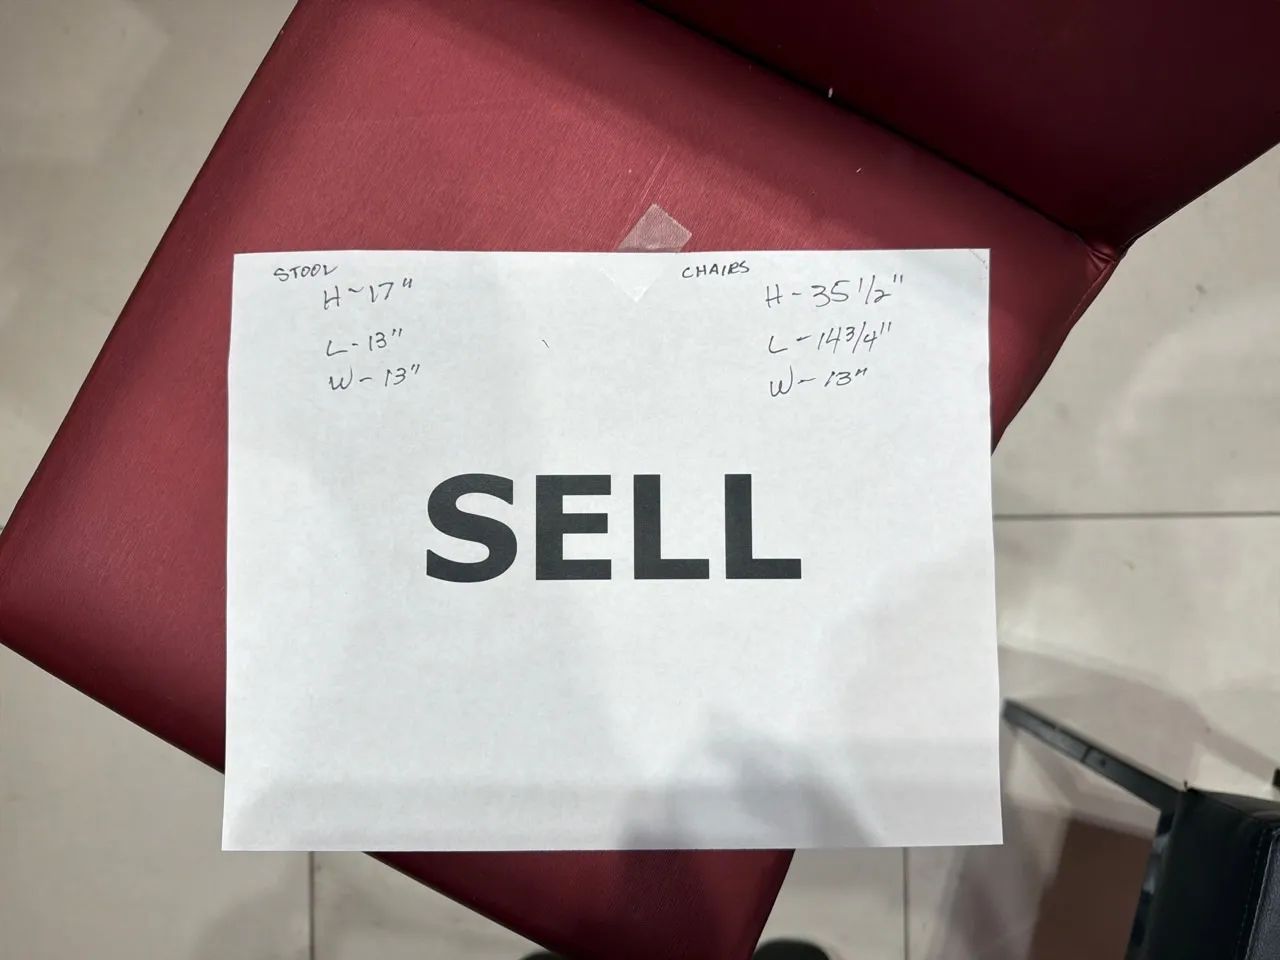 STOOL
H-17"
L-13"
W-13"
CHAIRS
H-35 1/2"
L-14 3/4"
W-13"
SELL